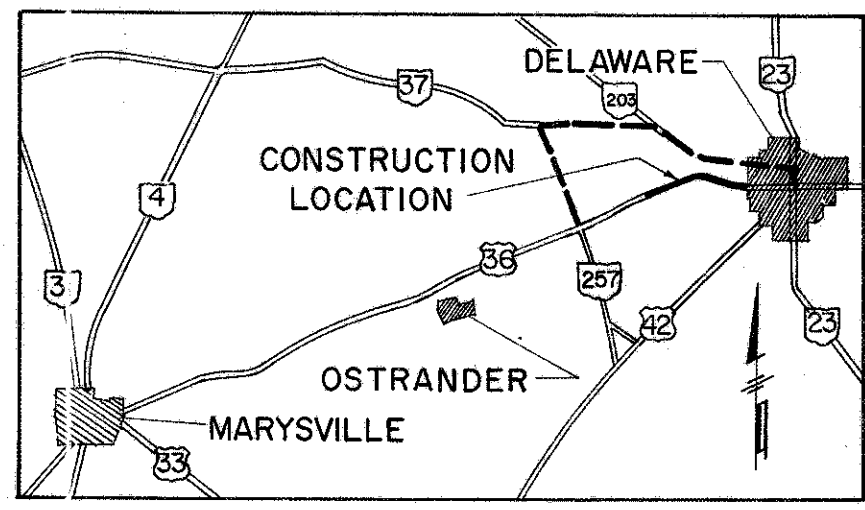 DELAWARE
23
37
203
CONSTRUCTION
LOCATION
4
36
3
257
42
23
OSTRANDER
MARYSVILLE
33